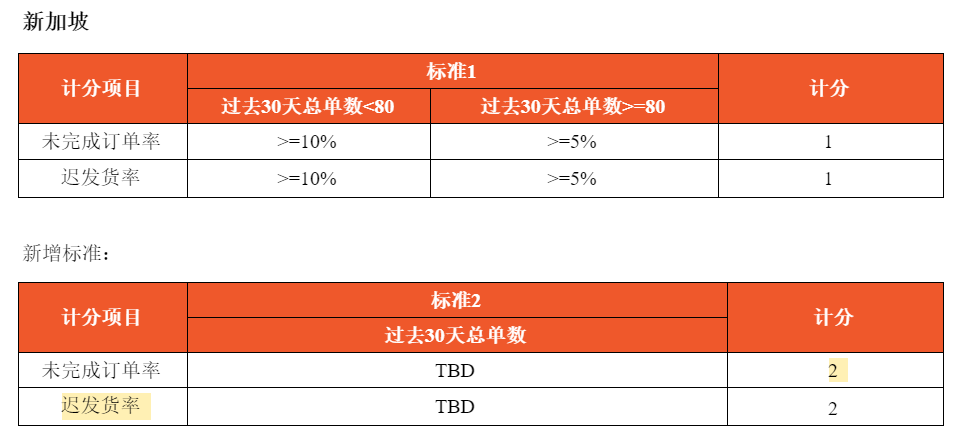 新加坡
计分项目 标准1 计分
过去30天总单数<80 过去30天总单数>=80
未完成订单率 >=10% >=5% 1
迟发货率 >=10% >=5% 1
新增标准：
计分项目 标准2 计分
过去30天总单数
未完成订单率 TBD 2
迟发货率 TBD 2